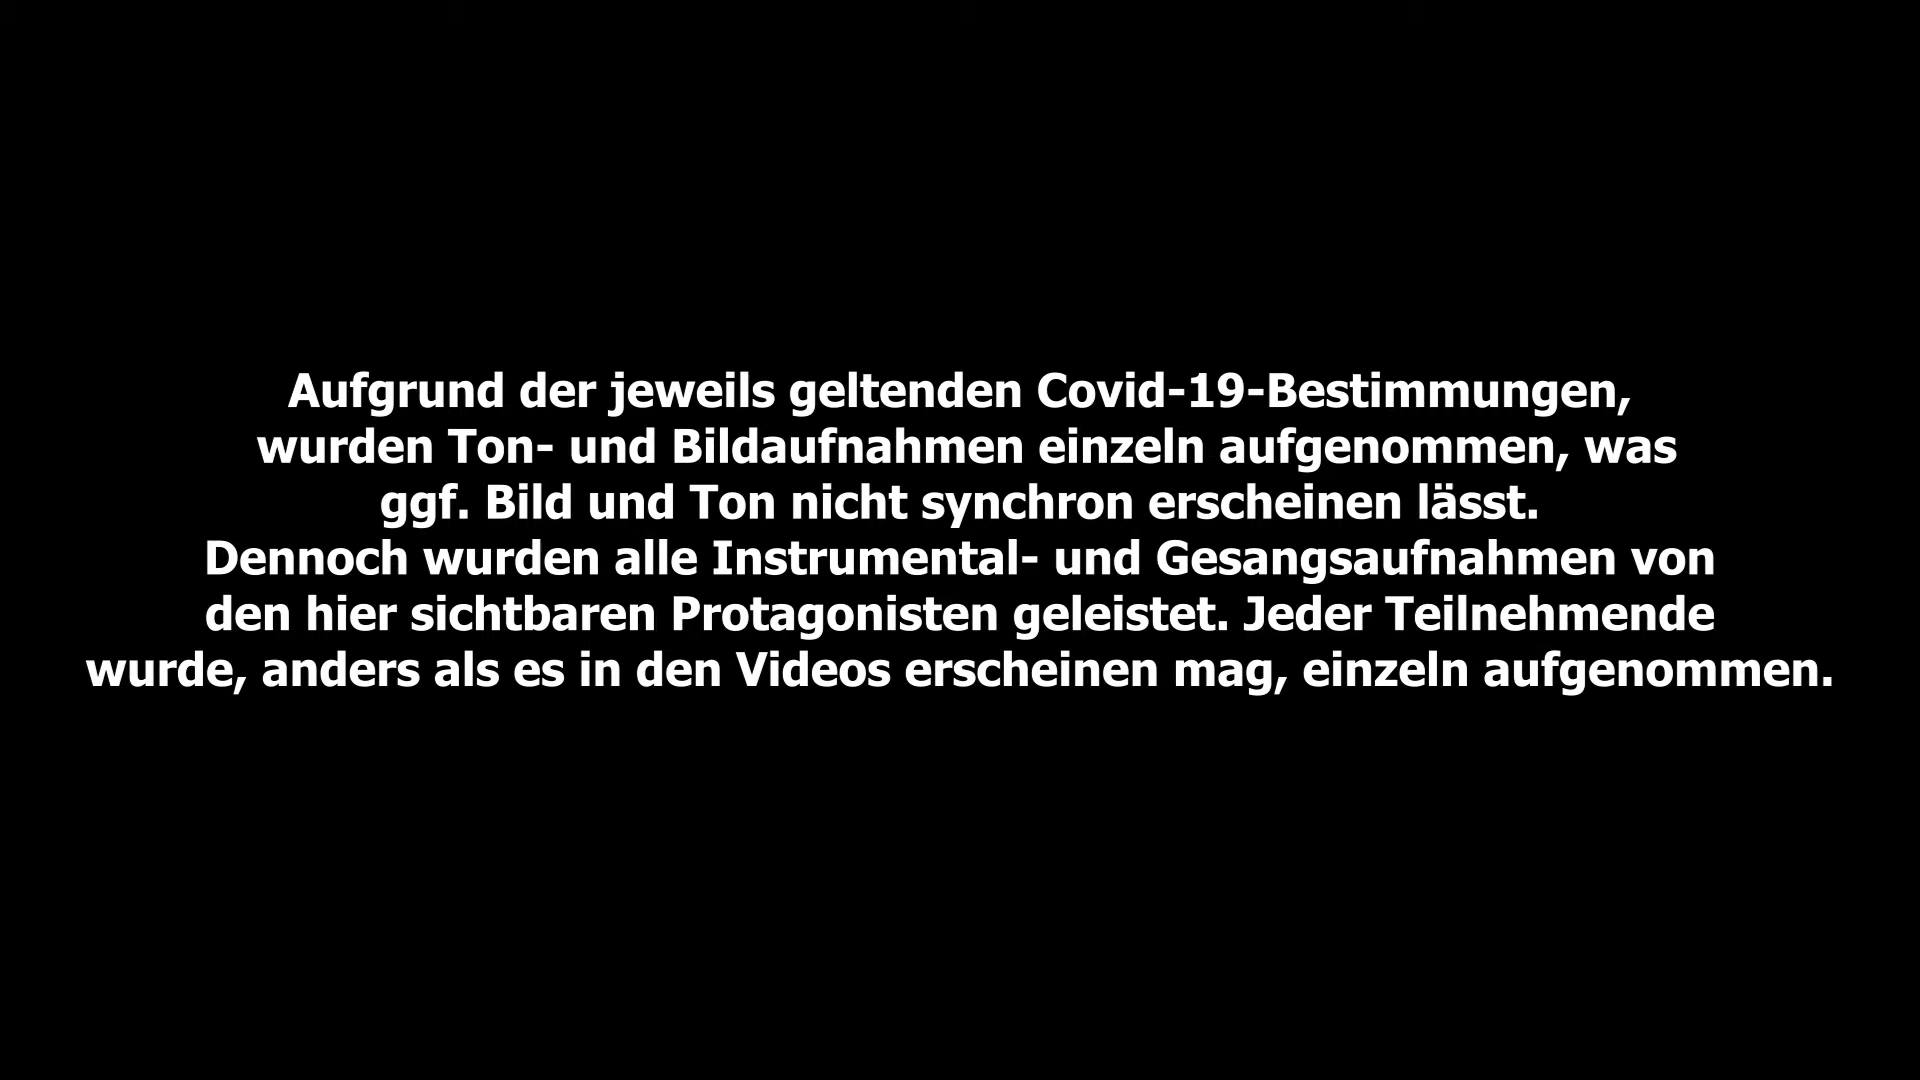 Aufgrund der jeweils geltenden Covid-19-Bestimmungen,
wurden Ton- und Bildaufnahmen einzeln aufgenommen, was
ggf. Bild und Ton nicht synchron erscheinen lässt.
Dennoch wurden alle Instrumental- und Gesangsaufnahmen von
den hier sichtbaren Protagonisten geleistet. Jeder Teilnehmende
wurde, anders als es in den Videos erscheinen mag, einzeln aufgenommen.